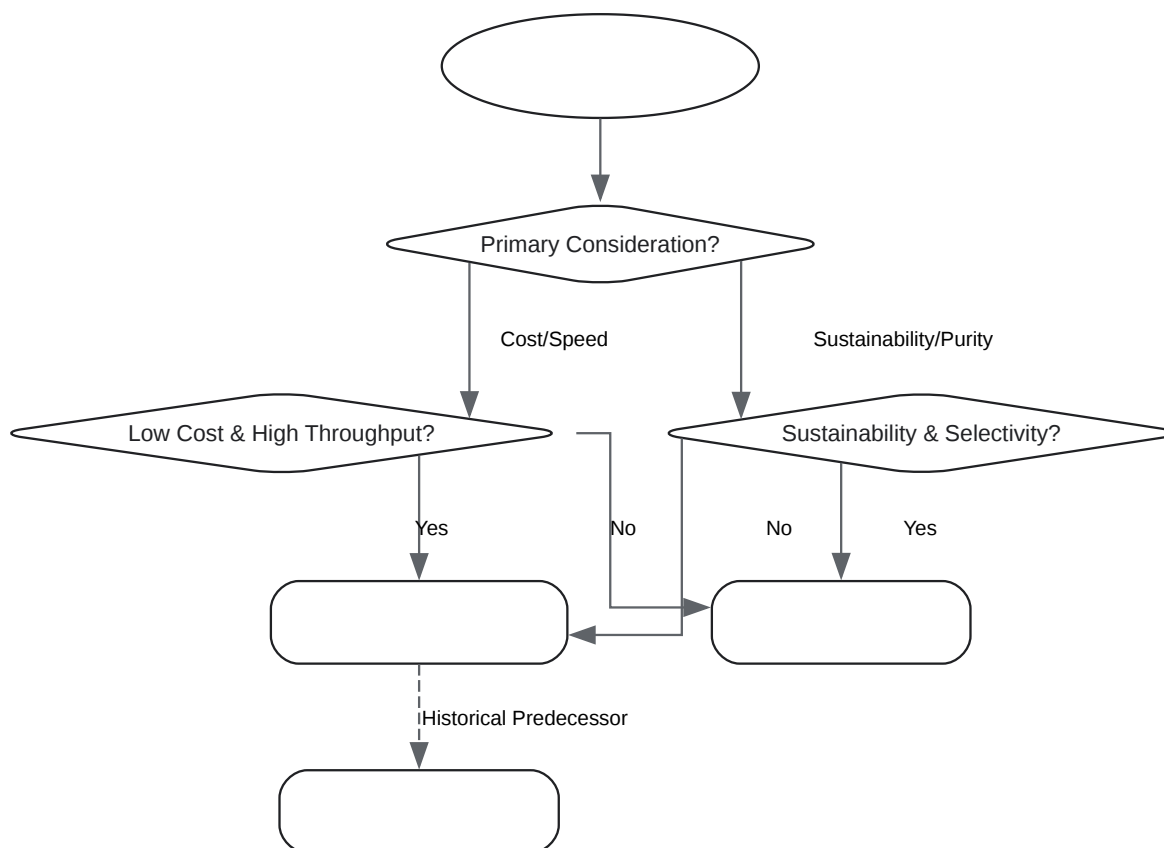 Primary Consideration?
Cost/Speed
Sustainability/Purity
Low Cost & High Throughput?
Sustainability & Selectivity?
Yes
No
No
Yes
Historical Predecessor